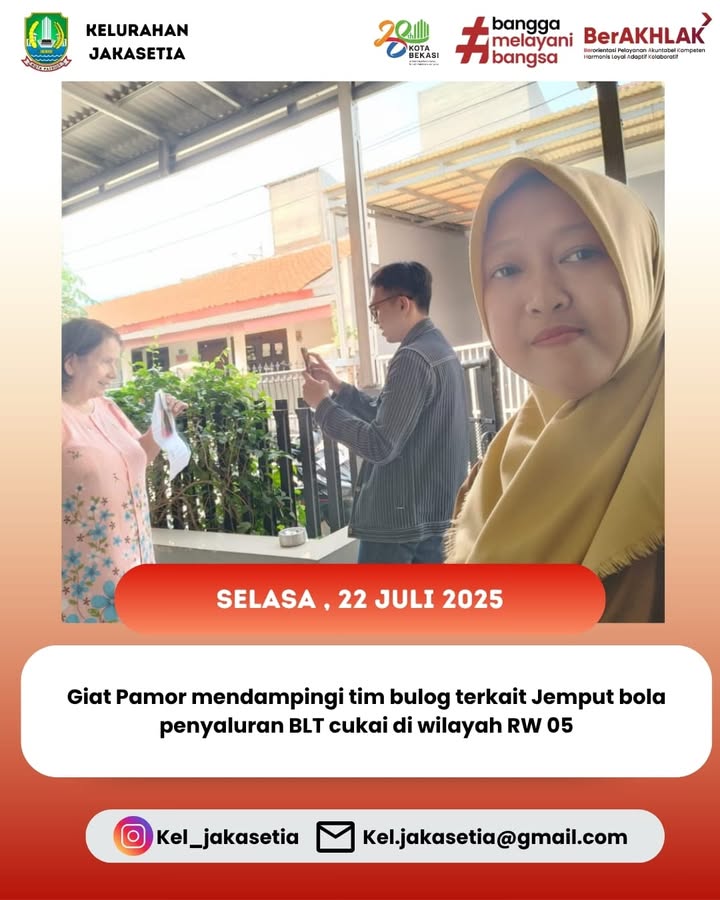 KELURAHAN
JAKASETIA
28
KOTA
BEKASI
#bangga
melayani
bangsa
BerAKHLAK
Berorientasi Pelayanan Akuntabel Kompeten
Harmonis Loyal Adaptif Kolaboratif
SELASA , 22 JULI 2025
Giat Pamor mendampingi tim bulog terkait Jemput bola
penyaluran BLT cukai di wilayah RW 05
Kel_jakasetia
Kel.jakasetia@gmail.com